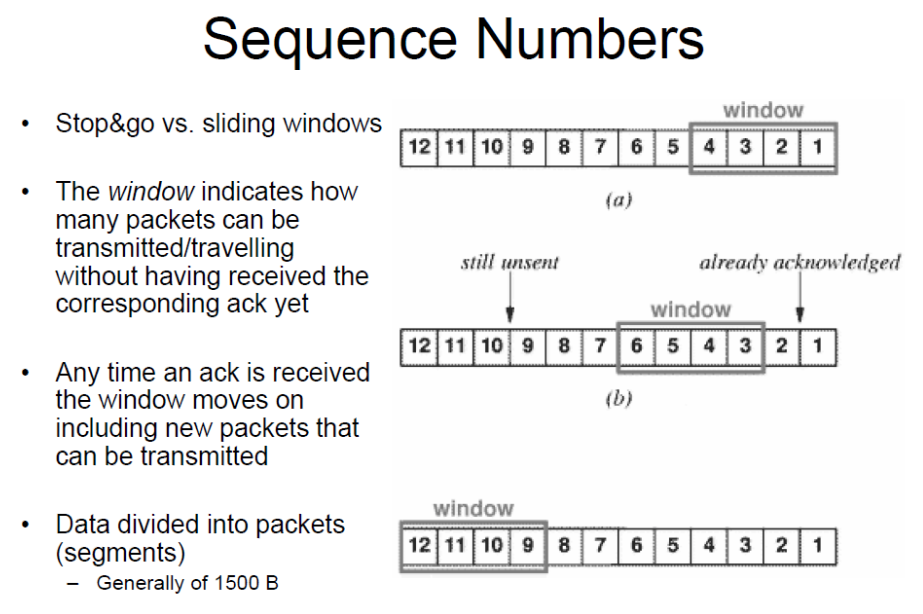 Sequence Numbers
• Stop&go vs. sliding windows
• The window indicates how
many packets can be
transmitted/travelling
without having received the
corresponding ack yet
• Any time an ack is received
the window moves on
including new packets that
can be transmitted
• Data divided into packets
(segments)
– Generally of 1500 B
window
12 11 10 9 8 7 6 5 4 3 2 1
(a)
still unsent already acknowledged
window
12 11 10 9 8 7 6 5 4 3 2 1
(b)
window
12 11 10 9 8 7 6 5 4 3 2 1